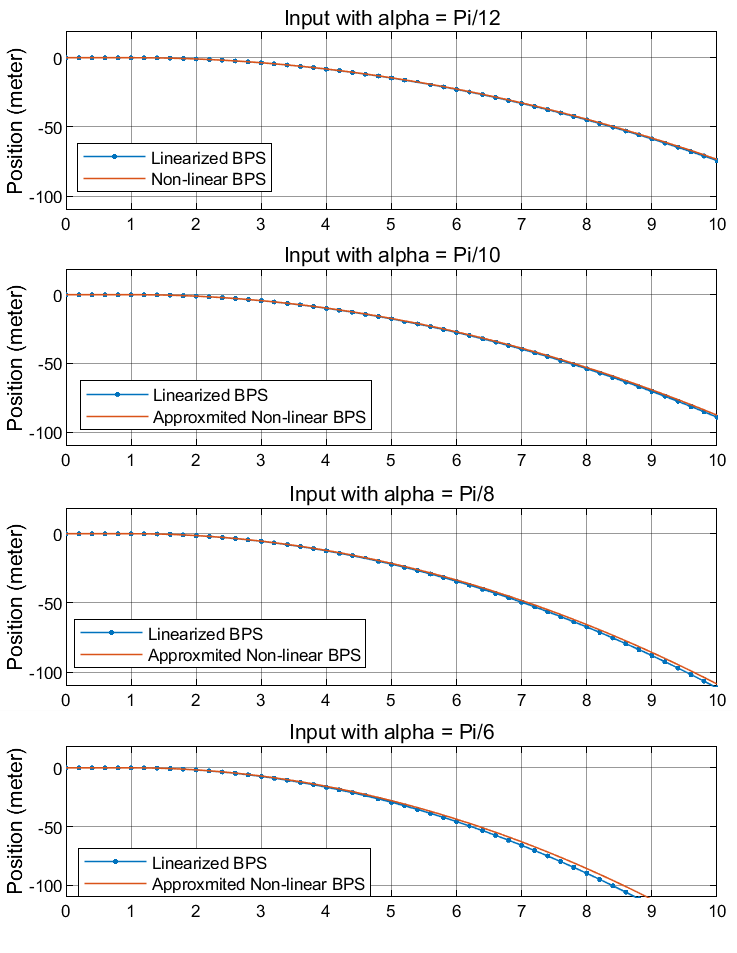 Input with alpha = Pi/12
Position (meter)
0
-50
-100
Linearized BPS
Non-linear BPS
0 1 2 3 4 5 6 7 8 9 10
Input with alpha = Pi/10
Position (meter)
0
-50
-100
Linearized BPS
Approxmited Non-linear BPS
0 1 2 3 4 5 6 7 8 9 10
Input with alpha = Pi/8
Position (meter)
0
-50
-100
Linearized BPS
Approxmited Non-linear BPS
0 1 2 3 4 5 6 7 8 9 10
Input with alpha = Pi/6
Position (meter)
0
-50
-100
Linearized BPS
Approxmited Non-linear BPS
0 1 2 3 4 5 6 7 8 9 10